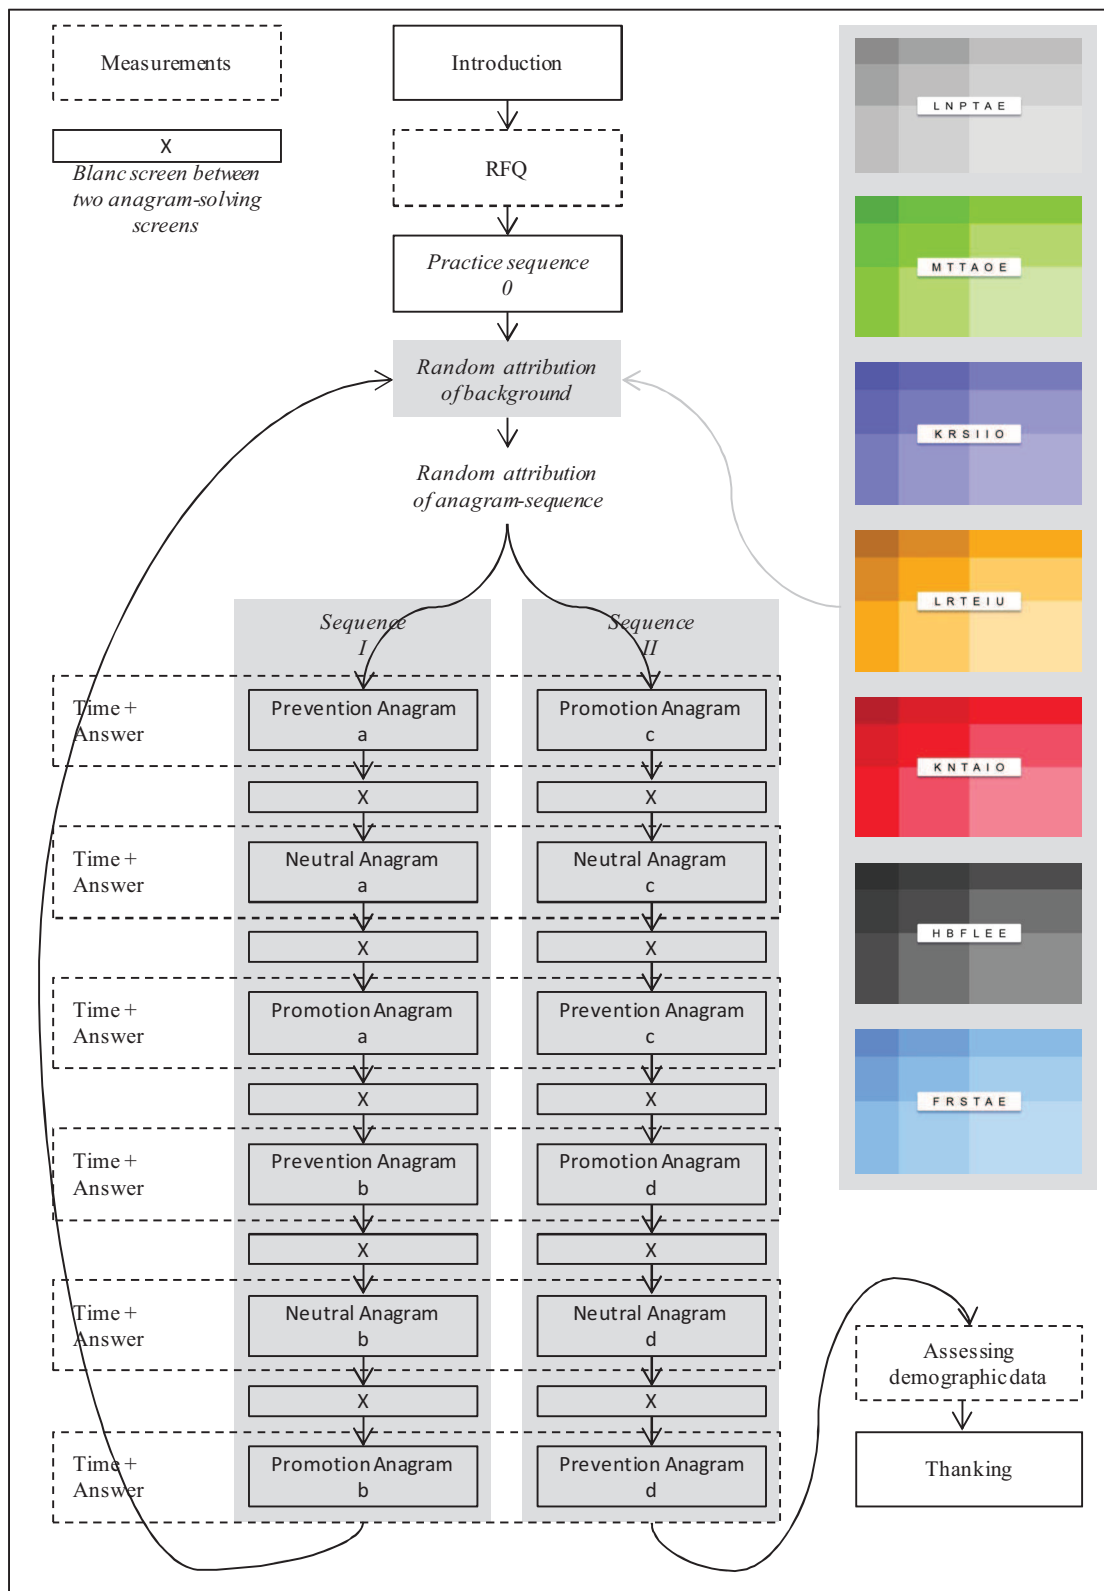 Measurements
X
Blanc screen between
two anagram-solving
screens
Introduction
RFQ
Practice sequence
0
Random attribution
of background
Random attribution
of anagram-sequence
Sequence
I
Sequence
II
Time +
Answer
Prevention Anagram
a
Promotion Anagram
c
X
X
Time +
Answer
Neutral Anagram
a
Neutral Anagram
c
X
X
Time +
Answer
Promotion Anagram
a
Prevention Anagram
c
X
X
Time +
Answer
Prevention Anagram
b
Promotion Anagram
d
X
X
Time +
Answer
Neutral Anagram
b
Neutral Anagram
d
X
X
Time +
Answer
Promotion Anagram
b
Prevention Anagram
d
LNPTAE
MTTAOE
KRSIIO
LRTEIU
KNTAIO
HBFLEE
FRSTAE
Assessing
demographic data
Thanking